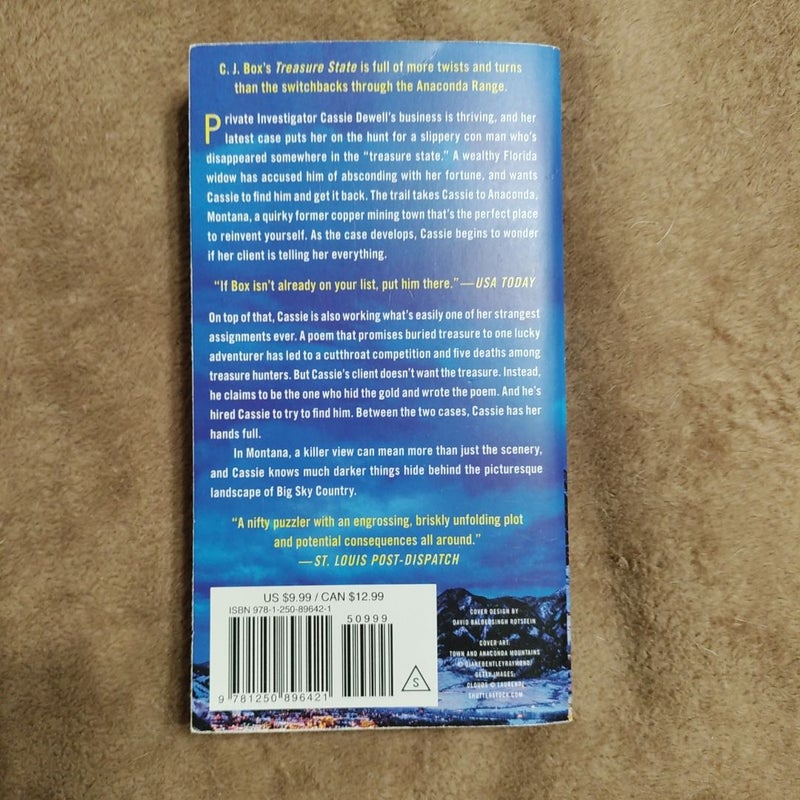 C. J. Box's Treasure State is full of more twists and turns
than the switchbacks through the Anaconda Range.
Private Investigator Cassie Dewell's business is thriving, and her
latest case puts her on the hunt for a slippery con man who's
disappeared somewhere in the "treasure state." A wealthy Florida
widow has accused him of absconding with her fortune, and wants
Cassie to find him and get it back. The trail takes Cassie to Anaconda,
Montana, a quirky former copper mining town that's the perfect place
to reinvent yourself. As the case develops, Cassie begins to wonder
if her client is telling her everything.
"If Box isn't already on your list, put him there."—USA TODAY
On top of that, Cassie is also working what's easily one of her strangest
assignments ever. A poem that promises buried treasure to one lucky
adventurer has led to a cutthroat competition and five deaths among
treasure hunters. But Cassie's client doesn't want the treasure. Instead,
he claims to be the one who hid the gold and wrote the poem. And he's
hired Cassie to try to find him. Between the two cases, Cassie has her
hands full.
In Montana, a killer view can mean more than just the scenery,
and Cassie knows much darker things hide behind the picturesque
landscape of Big Sky Country.
"A nifty puzzler with an engrossing, briskly unfolding plot
and potential consequences all around."
—ST. LOUIS POST-DISPATCH
US $9.99 / CAN $12.99
ISBN 978-1-250-89642-1
50999
9 781250 896421
S
COVER DESIGN BY
DAVID BALDEOSINGH ROTSTEIN
COVER ART:
TOWN AND ANACONDA MOUNTAINS
© DIANEBENTLEYRAYMOND/
GETTY IMAGES;
CLOUDS ©
SHUTTERSTOCK.COM